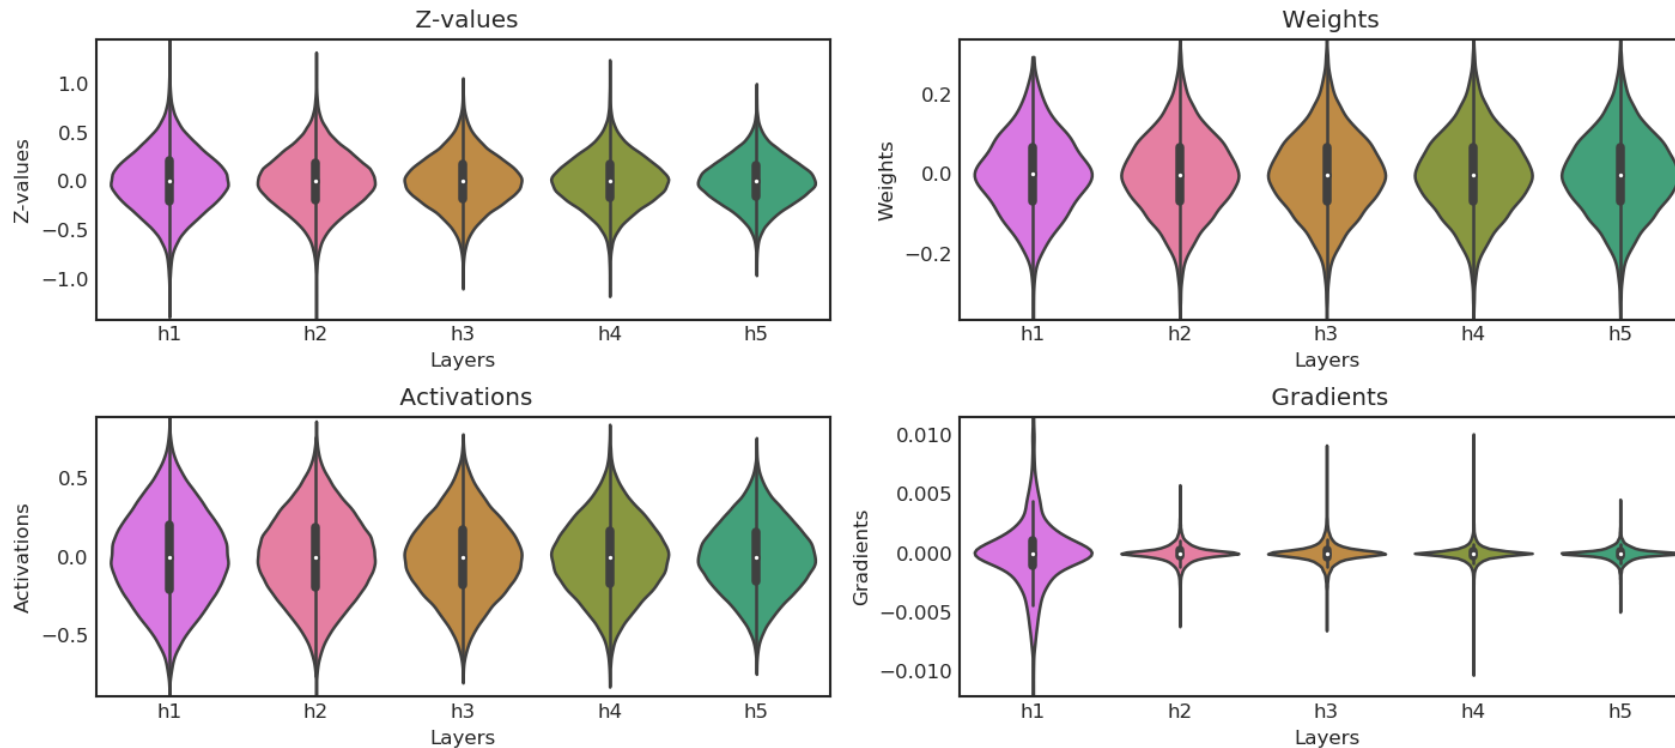 Z-values
Z-values
1.0
0.5
0.0
−0.5
−1.0
h1 h2 h3 h4 h5
Layers
Weights
Weights
0.2
0.0
−0.2
h1 h2 h3 h4 h5
Layers
Activations
Activations
0.5
0.0
−0.5
h1 h2 h3 h4 h5
Layers
Gradients
Gradients
0.010
0.005
0.000
−0.005
−0.010
h1 h2 h3 h4 h5
Layers